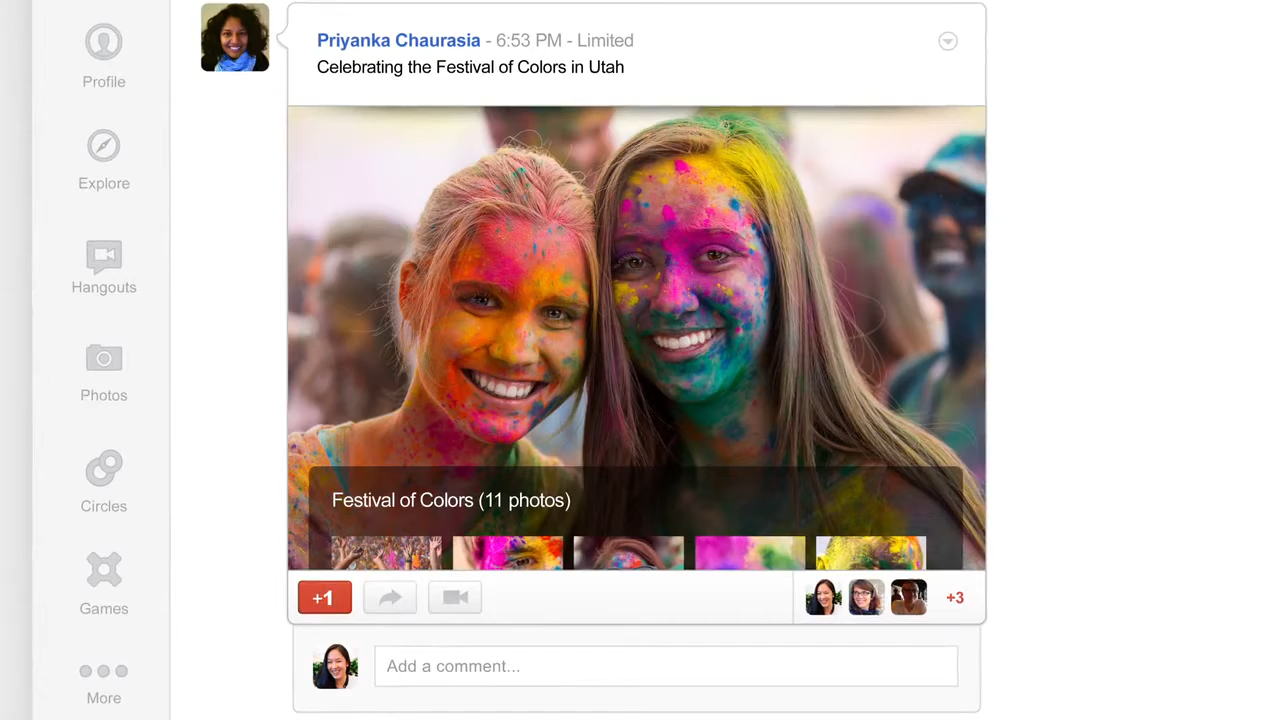 Profile
Explore
Hangouts
Photos
Circles
Games
More
Priyanka Chaurasia - 6:53 PM - Limited
Celebrating the Festival of Colors in Utah
Festival of Colors (11 photos)
+1
+3
Add a comment...